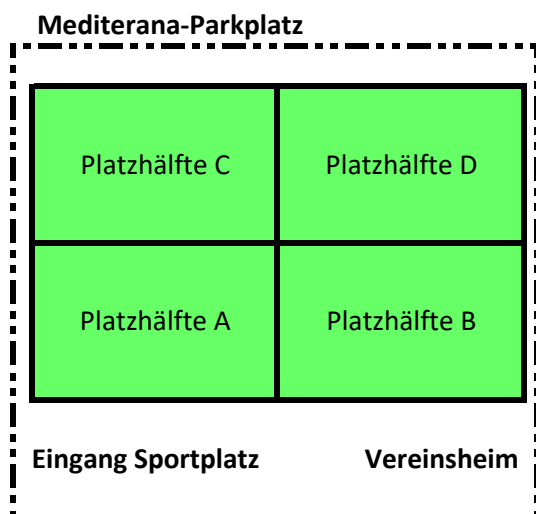 Mediterana-Parkplatz
Platzhälfte C
Platzhälfte D
Platzhälfte A
Platzhälfte B
Eingang Sportplatz
Vereinsheim